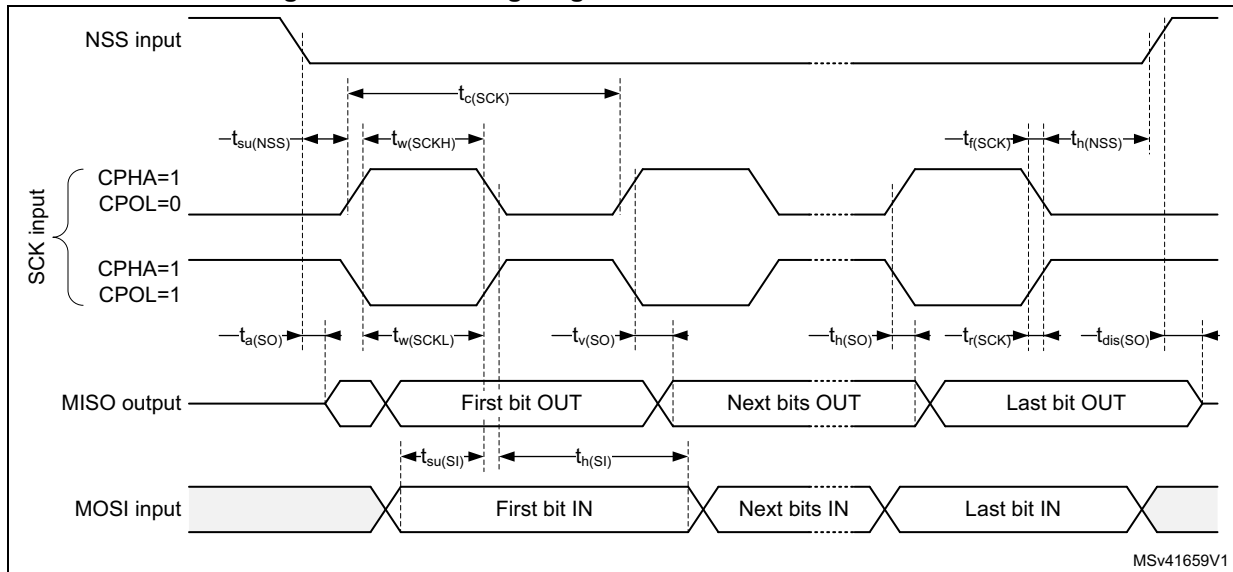 NSS input
tc(SCK)
tsu(NSS)
tw(SCKH)
tf(SCK)
th(NSS)
SCK input
CPHA=1
CPOL=0
CPHA=1
CPOL=1
ta(SO)
tw(SCKL)
tv(SO)
th(SO)
tr(SCK)
tdis(SO)
MISO output
First bit OUT
Next bits OUT
Last bit OUT
tsu(SI)
th(SI)
MOSI input
First bit IN
Next bits IN
Last bit IN
MSv41659V1